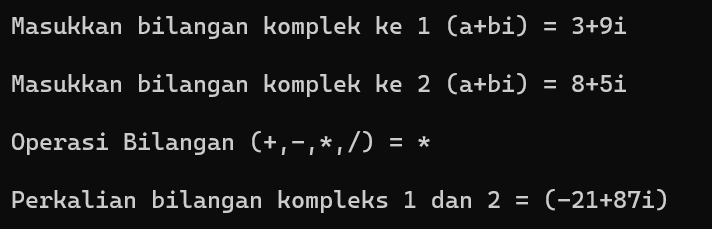 Masukkan bilangan komplek ke 1 (a+bi) = 3+9i
Masukkan bilangan komplek ke 2 (a+bi) = 8+5i
Operasi Bilangan (+,-,*,/) = *
Perkalian bilangan kompleks 1 dan 2 = (-21+87i)